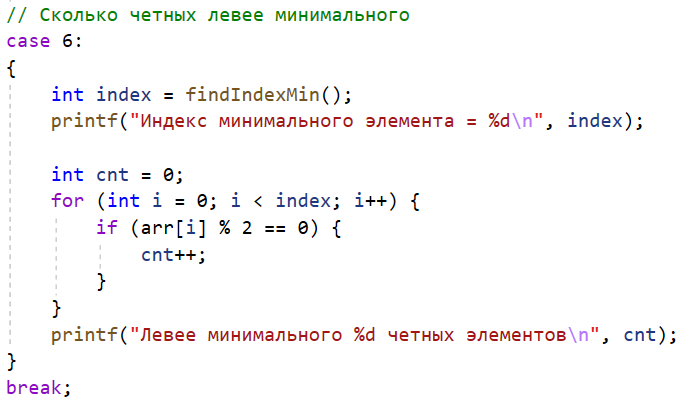 // Сколько четных левее минимального
case 6:
{
    int index = findIndexMin();
    printf("Индекс минимального элемента = %d\n", index);

    int cnt = 0;
    for (int i = 0; i < index; i++) {
        if (arr[i] % 2 == 0) {
            cnt++;
        }
    }
    printf("Левее минимального %d четных элементов\n", cnt);
}
break;